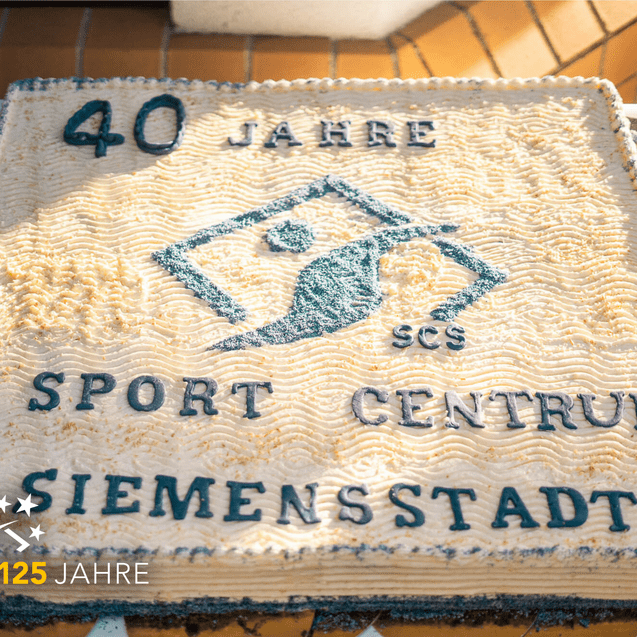 40 JAHRE
SCS
SPORT CENTRU
SIEMENSSTADT
125 JAHRE